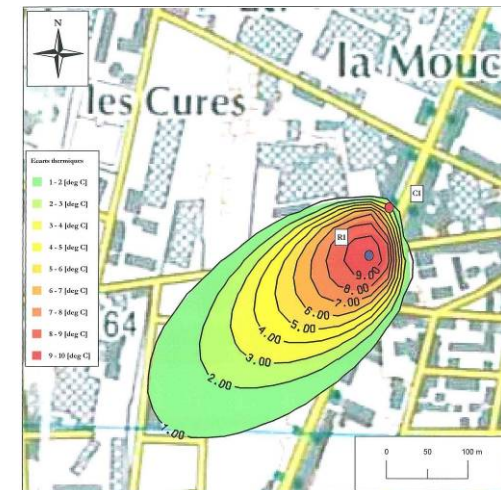 N
la Mouc
les Cures
Ecarts thermiques
1 - 2 [deg C]
2 - 3 [deg C]
3 - 4 [deg C]
4 - 5 [deg C]
5 - 6 [deg C]
6 - 7 [deg C]
7 - 8 [deg C]
8 - 9 [deg C]
9 - 10 [deg C]
CI
RI
9.00
8.00
7.00
6.00
5.00
4.00
3.00
2.00
1.00
64
0 50 100 m